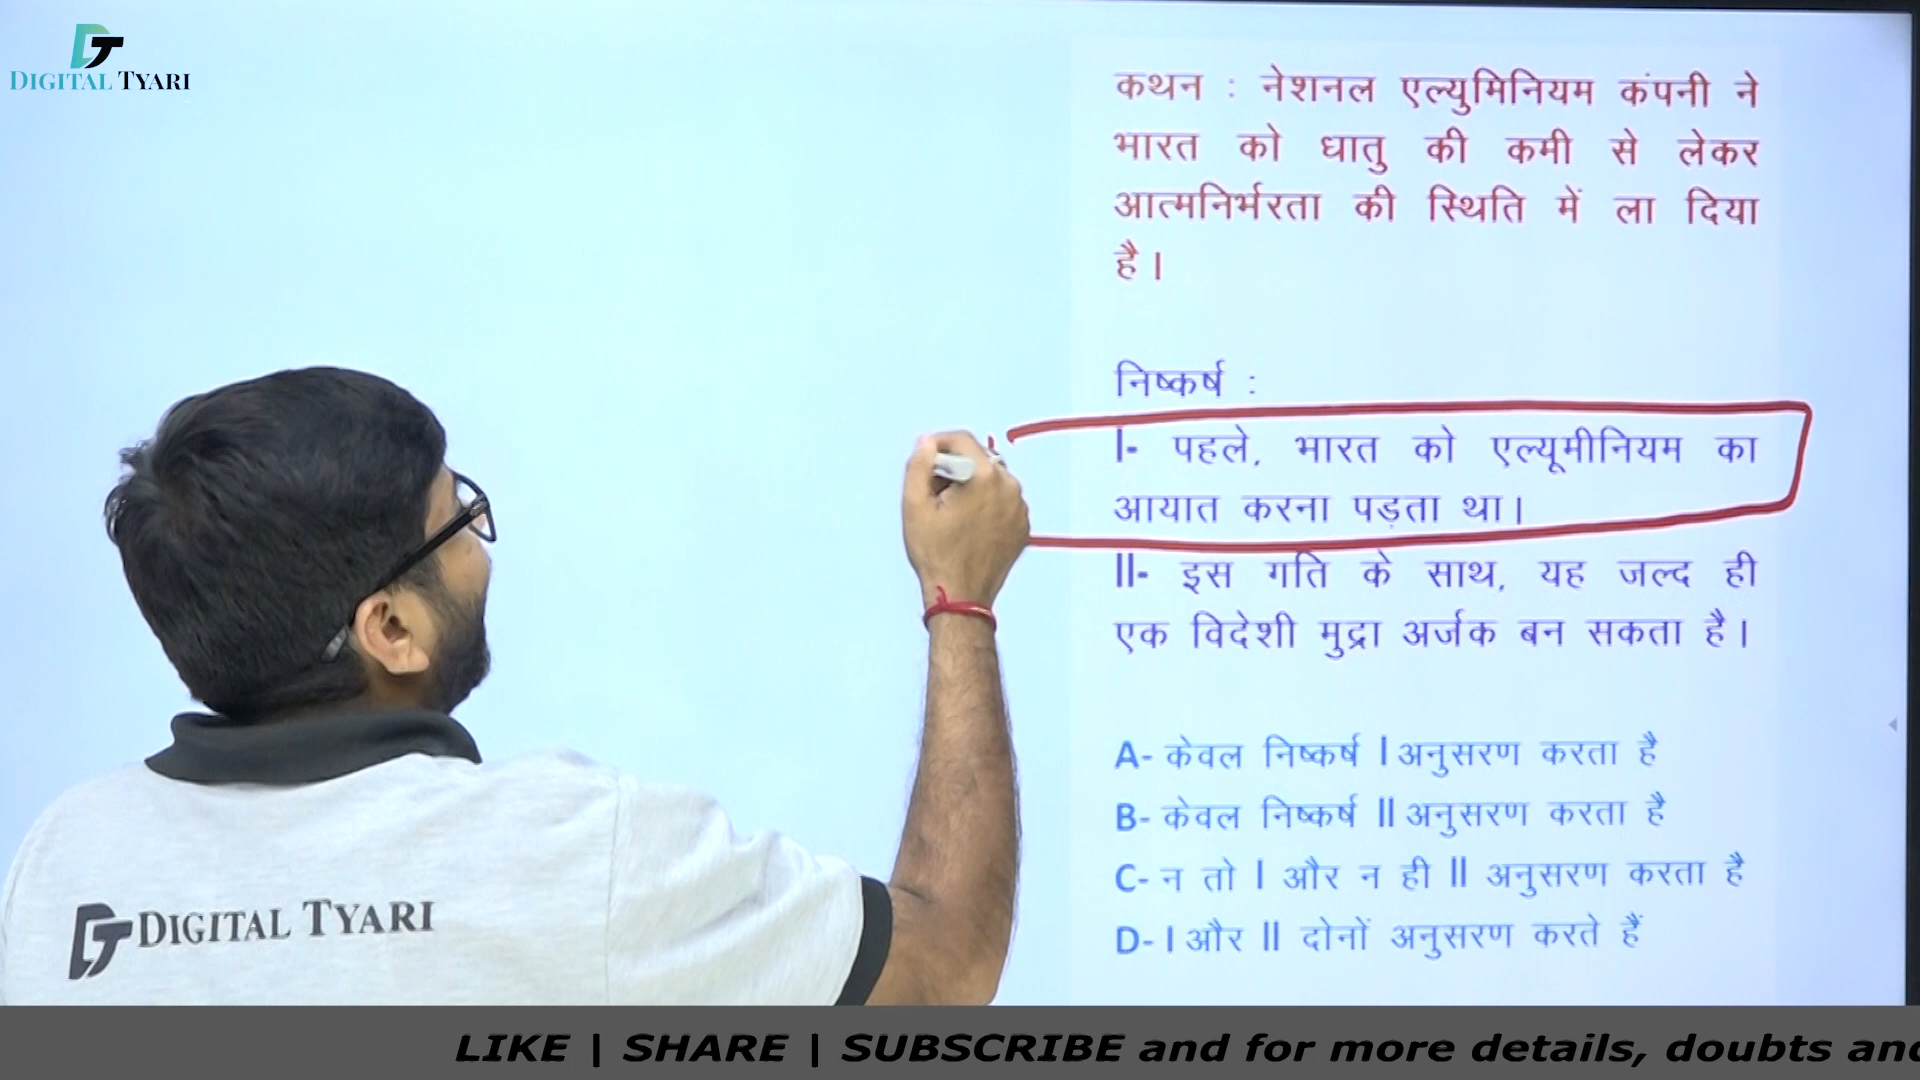 DIGITAL TYARI
कथन : नेशनल एल्युमिनियम कंपनी ने
भारत को धातु की कमी से लेकर
आत्मनिर्भरता की स्थिति में ला दिया
है।
निष्कर्ष :
I- पहले, भारत को एल्यूमीनियम का
आयात करना पड़ता था।
II- इस गति के साथ, यह जल्द ही
एक विदेशी मुद्रा अर्जक बन सकता है।
A- केवल निष्कर्ष I अनुसरण करता है
B- केवल निष्कर्ष II अनुसरण करता है
C- न तो I और न ही II अनुसरण करता है
D- I और II दोनों अनुसरण करते हैं
DIGITAL TYARI
LIKE | SHARE | SUBSCRIBE and for more details, doubts and